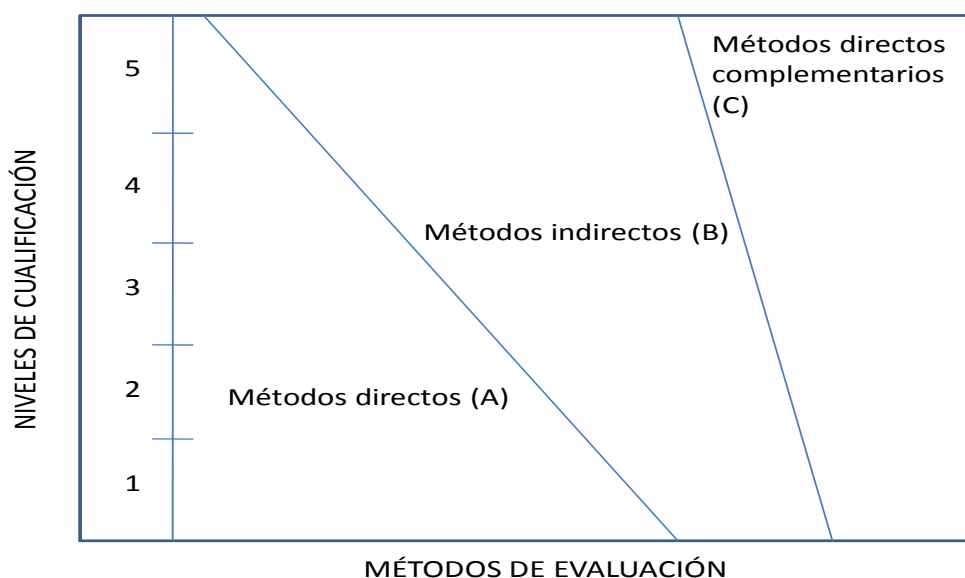 Métodos directos
complementarios
(C)
5
4
Métodos indirectos (B)
3
2
Métodos directos (A)
1
NIVELES DE CUALIFICACIÓN
MÉTODOS DE EVALUACIÓN